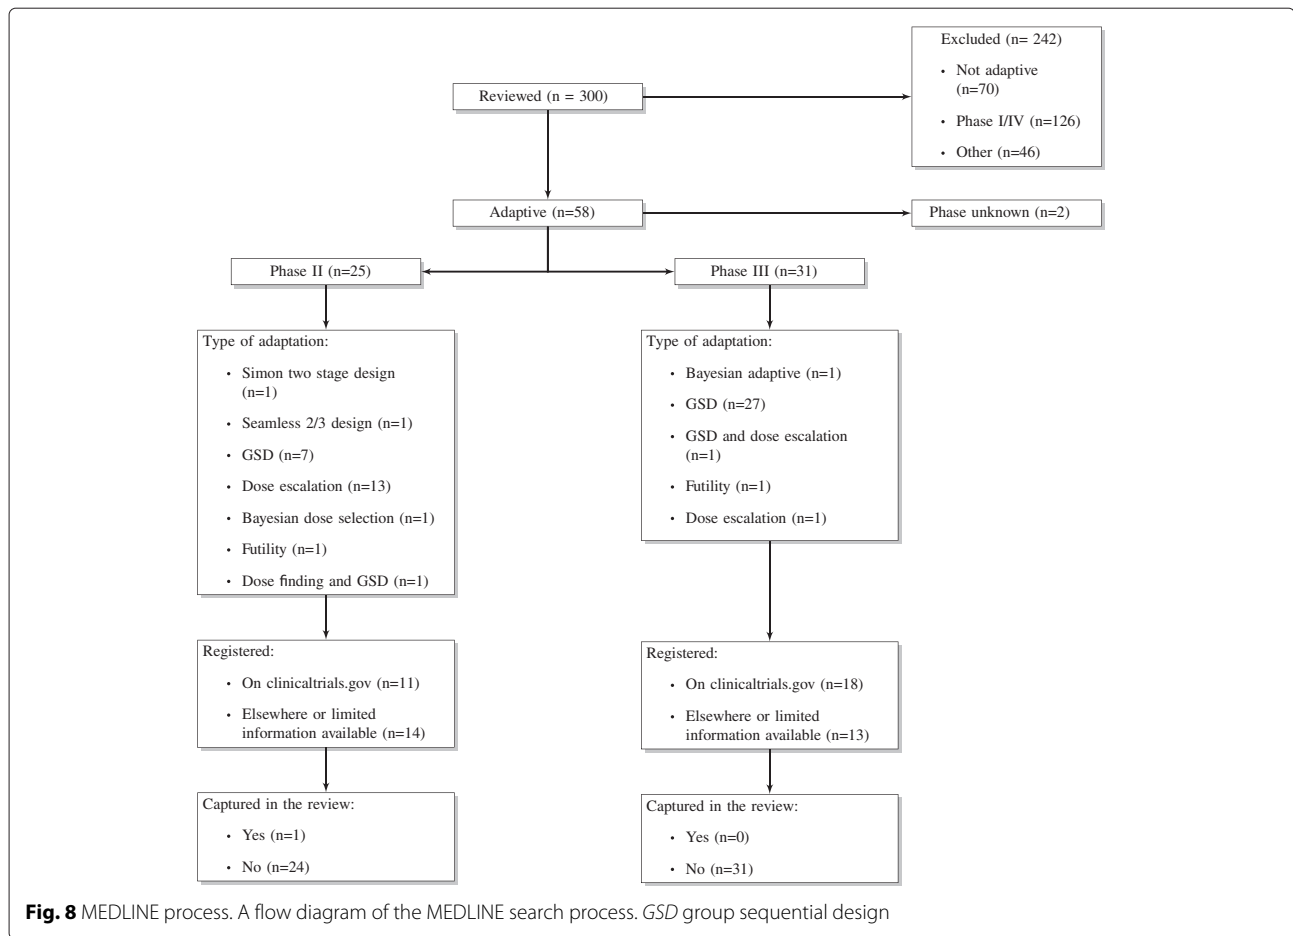 Reviewed (n = 300)
Excluded (n= 242)
• Not adaptive
(n=70)
• Phase I/IV (n=126)
• Other (n=46)
Adaptive (n=58)
Phase unknown (n=2)
Phase II (n=25)
Phase III (n=31)
Type of adaptation:
• Simon two stage design
(n=1)
• Seamless 2/3 design (n=1)
• GSD (n=7)
• Dose escalation (n=13)
• Bayesian dose selection (n=1)
• Futility (n=1)
• Dose finding and GSD (n=1)
Type of adaptation:
• Bayesian adaptive (n=1)
• GSD (n=27)
• GSD and dose escalation
(n=1)
• Futility (n=1)
• Dose escalation (n=1)
Registered:
• On clinicaltrials.gov (n=11)
• Elsewhere or limited
information available (n=14)
Registered:
• On clinicaltrials.gov (n=18)
• Elsewhere or limited
information available (n=13)
Captured in the review:
• Yes (n=1)
• No (n=24)
Captured in the review:
• Yes (n=0)
• No (n=31)
Fig. 8 MEDLINE process. A flow diagram of the MEDLINE search process. GSD group sequential design